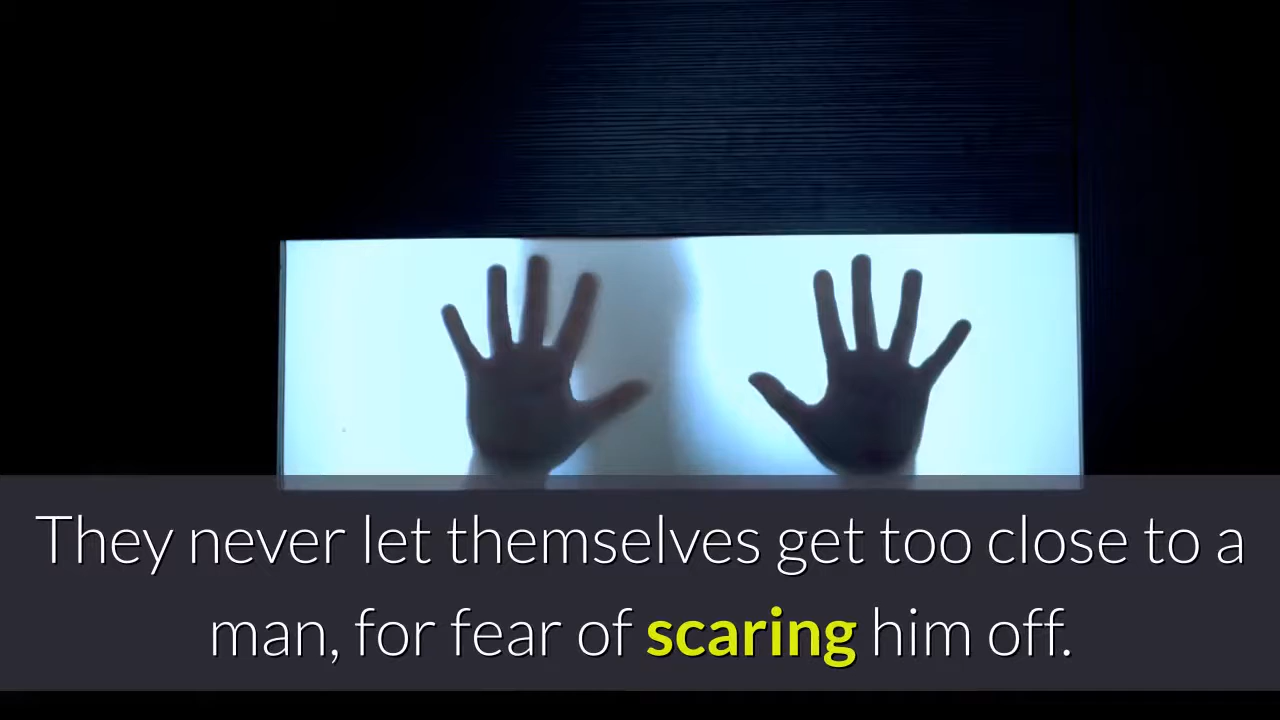 They never let themselves get too close to a
man, for fear of scaring him off.